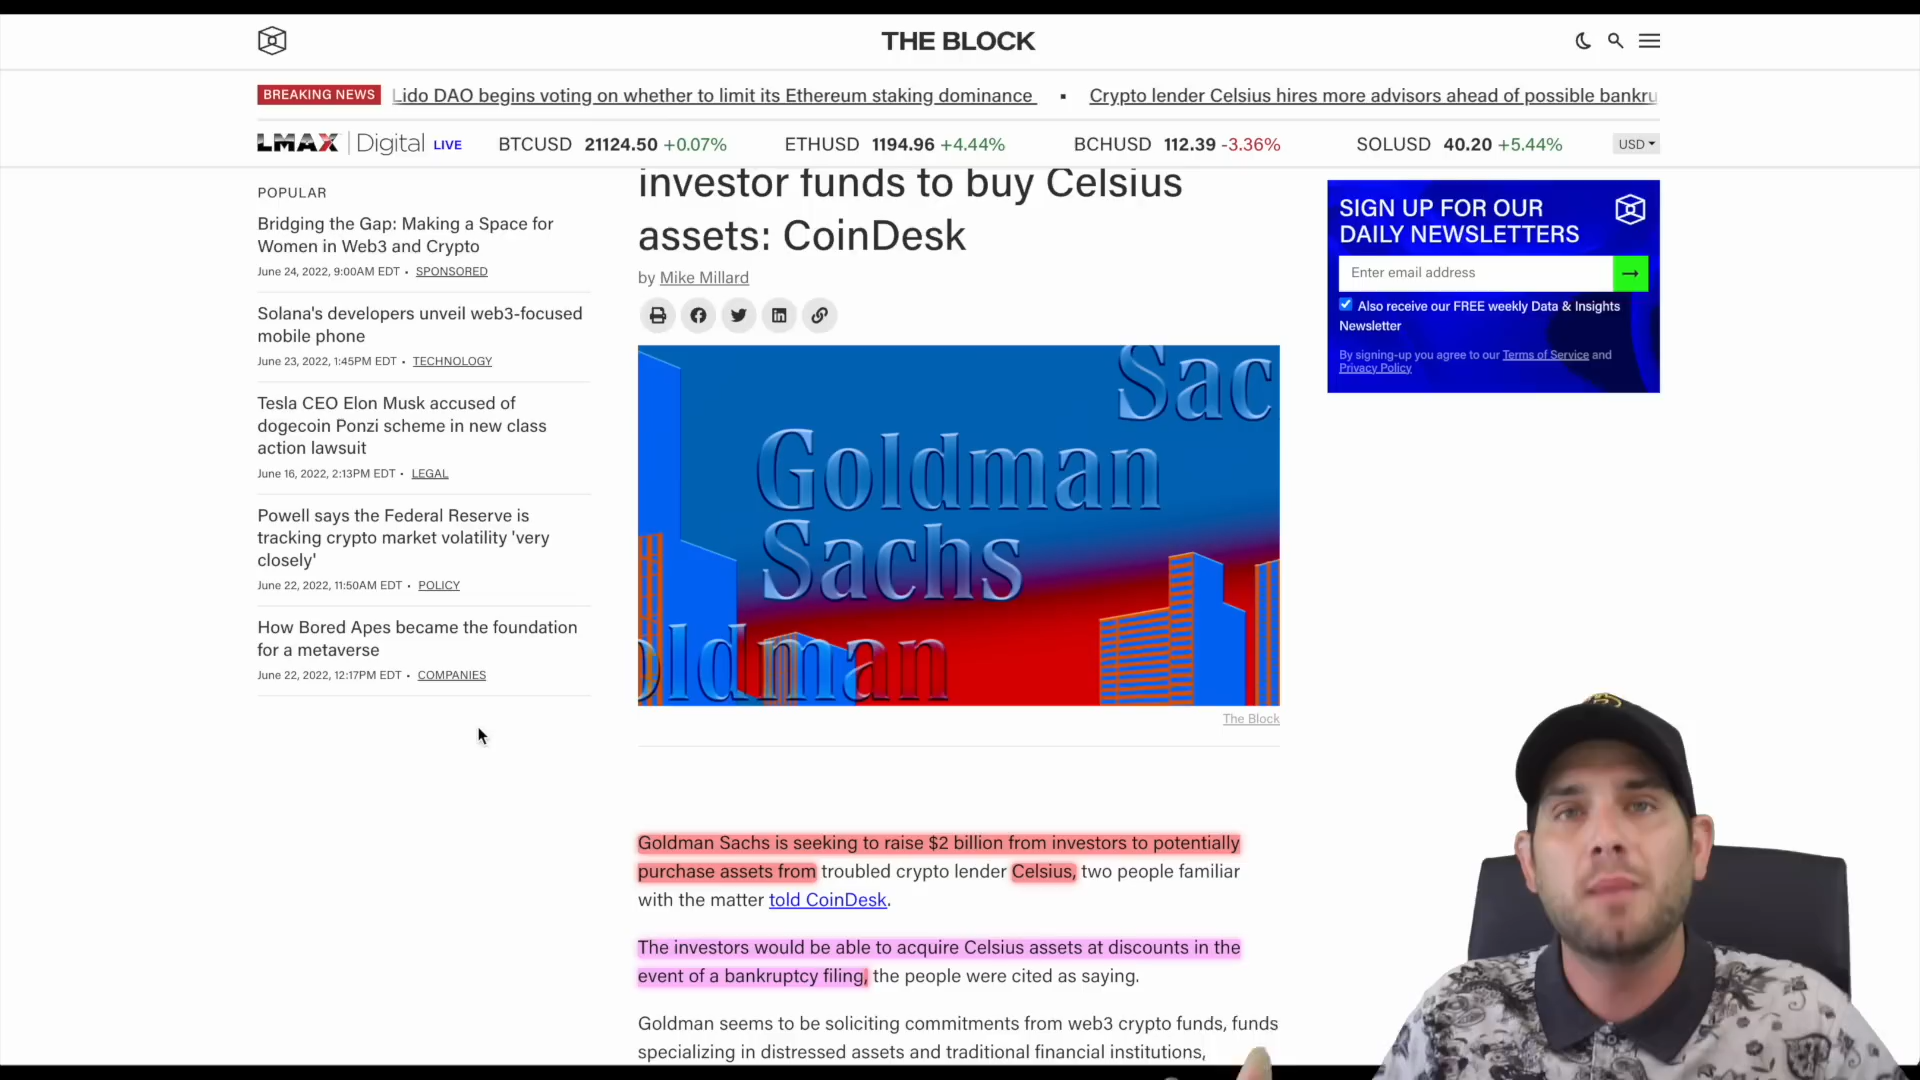 THE BLOCK
BREAKING NEWS
Lido DAO begins voting on whether to limit its Ethereum staking dominance ▪ Crypto lender Celsius hires more advisors ahead of possible bankru
LMAX Digital LIVE BTCUSD 21124.50 +0.07% ETHUSD 1194.96 +4.44% BCHUSD 112.39 -3.36% SOLUSD 40.20 +5.44% USD
POPULAR
Bridging the Gap: Making a Space for
Women in Web3 and Crypto
June 24, 2022, 9:00AM EDT • SPONSORED
Solana's developers unveil web3-focused
mobile phone
June 23, 2022, 1:45PM EDT • TECHNOLOGY
Tesla CEO Elon Musk accused of
dogecoin Ponzi scheme in new class
action lawsuit
June 16, 2022, 2:13PM EDT • LEGAL
Powell says the Federal Reserve is
tracking crypto market volatility 'very
closely'
June 22, 2022, 11:50AM EDT • POLICY
How Bored Apes became the foundation
for a metaverse
June 22, 2022, 12:17PM EDT • COMPANIES
investor funds to buy Celsius
assets: CoinDesk
by Mike Millard
Sac
Goldman
Sachs
oldman
The Block
Goldman Sachs is seeking to raise $2 billion from investors to potentially
purchase assets from troubled crypto lender Celsius, two people familiar
with the matter told CoinDesk.
The investors would be able to acquire Celsius assets at discounts in the
event of a bankruptcy filing, the people were cited as saying.
Goldman seems to be soliciting commitments from web3 crypto funds, funds
specializing in distressed assets and traditional financial institutions,
SIGN UP FOR OUR
DAILY NEWSLETTERS
Enter email address →
Also receive our FREE weekly Data & Insights
Newsletter
By signing-up you agree to our Terms of Service and
Privacy Policy